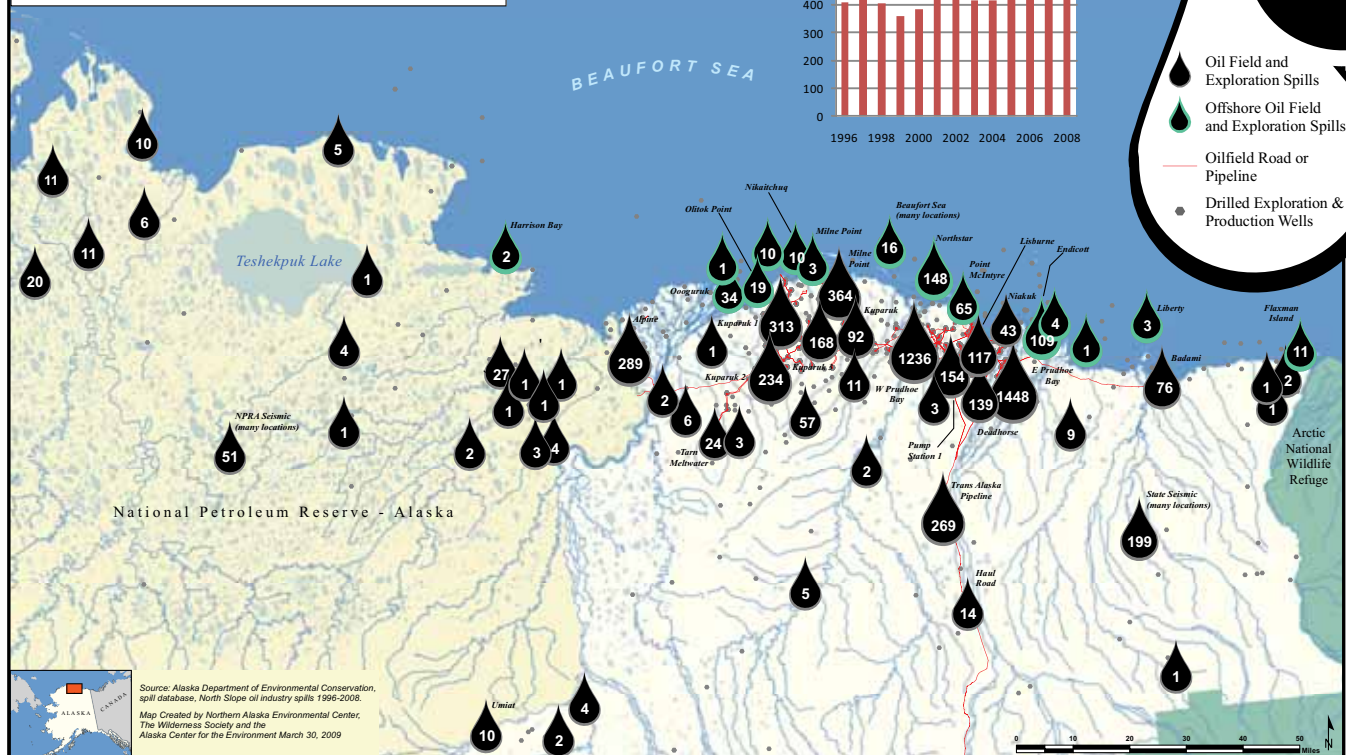 400
300
200
100
0
1996 1998 2000 2002 2004 2006 2008
Oil Field and
Exploration Spills
Offshore Oil Field
and Exploration Spills
Oilfield Road or
Pipeline
Drilled Exploration &
Production Wells
BEAUFORT SEA
10
5
11
6
11
20
Teshekpuk Lake
1
4
Harrison Bay
2
Nikaitchuq
Olitok Point
Milne Point
Beaufort Sea
(many locations)
Northstar
Lisburne
Endicott
1
10
10
3
16
Milne
Point
148
Point
McIntyre
19
34
Oooguruk
364
65
Niakuk
4
Liberty
3
Flaxman
Island
Alpine
Kuparuk 1
313
Kuparuk
168
92
43
109
1
11
289
1
1236
117
E Prudhoe
Bay
Badami
27
1
1
Kuparuk 2
234
Kuparuk 3
11
W Prudhoe
Bay
154
1448
76
1
2
1
1
2
6
57
3
139
Deadhorse
9
1
NPRA Seismic
(many locations)
51
1
2
3
4
24
3
Tarn
Meltwater
2
Pump
Station 1
Arctic
National
Wildlife
Refuge
National Petroleum Reserve - Alaska
Trans Alaska
Pipeline
269
State Seismic
(many locations)
199
5
Haul
Road
14
1
ALASKA
CANADA
Source: Alaska Department of Environmental Conservation,
spill database, North Slope oil industry spills 1996-2008.
Map Created by Northern Alaska Environmental Center,
The Wilderness Society and the
Alaska Center for the Environment March 30, 2009
Umiat
10
4
2
0 10 20 30 40 50
Miles
N